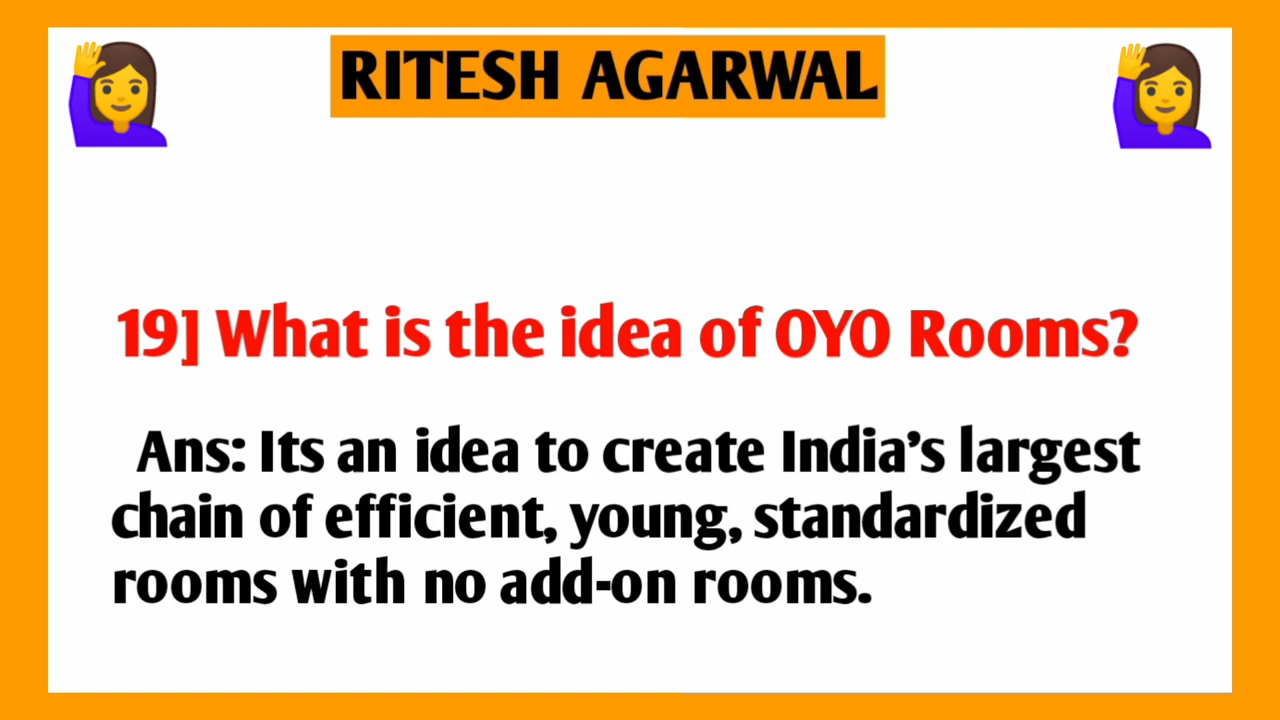 RITESH AGARWAL
19] What is the idea of OYO Rooms?
Ans: Its an idea to create India’s largest
chain of efficient, young, standardized
rooms with no add-on rooms.